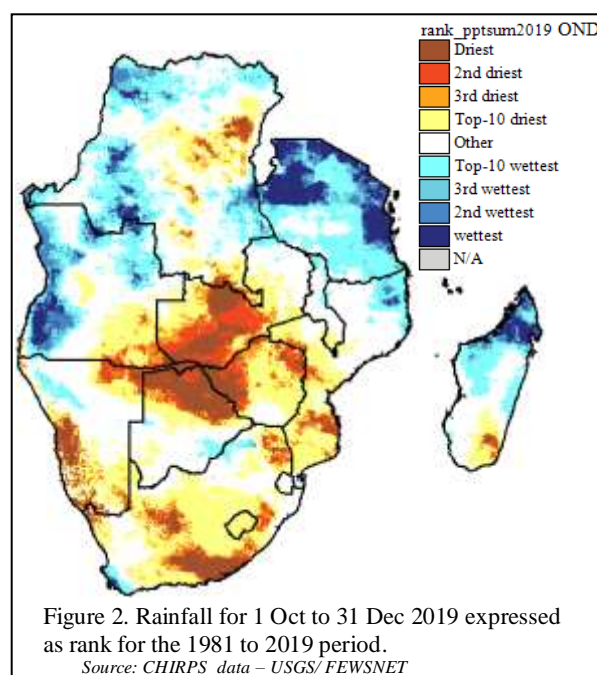 rank_pptsum2019 OND
Driest
2nd driest
3rd driest
Top-10 driest
Other
Top-10 wettest
3rd wettest
2nd wettest
wettest
N/A
Figure 2. Rainfall for 1 Oct to 31 Dec 2019 expressed
as rank for the 1981 to 2019 period.
Source: CHIRPS data – USGS/ FEWSNET